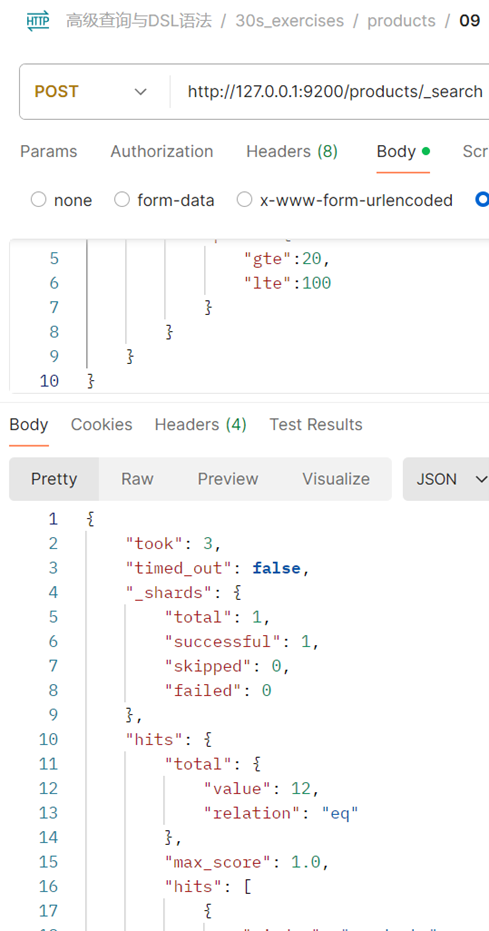 HTTP 高级查询与DSL语法 / 30s_exercises / products / 09
POST http://127.0.0.1:9200/products/_search
Params Authorization Headers (8) Body Scr
none form-data x-www-form-urlencoded
5 "gte":20,
6 "lte":100
7 }
8 }
9 }
10 }
Body Cookies Headers (4) Test Results
Pretty Raw Preview Visualize JSON
1 {
2 "took": 3,
3 "timed_out": false,
4 "_shards": {
5 "total": 1,
6 "successful": 1,
7 "skipped": 0,
8 "failed": 0
9 },
10 "hits": {
11 "total": {
12 "value": 12,
13 "relation": "eq"
14 },
15 "max_score": 1.0,
16 "hits": [
17 {